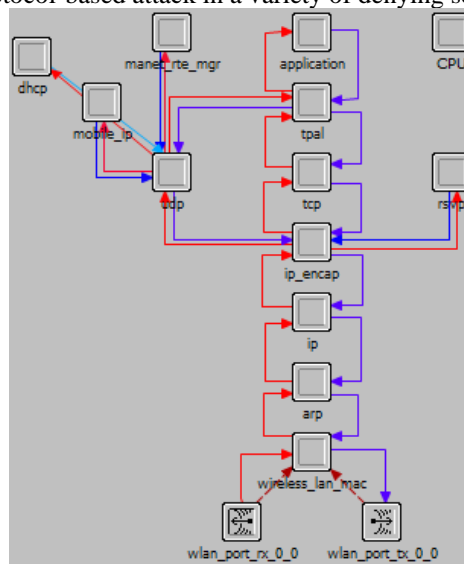 based attack in a variety of denying
manet_rte_mgr
application
CPU
dhcp
mobile_ip
tpal
udp
tcp
rsvp
ip_encap
ip
arp
wireless_lan_mac
wlan_port_rx_0_0
wlan_port_tx_0_0